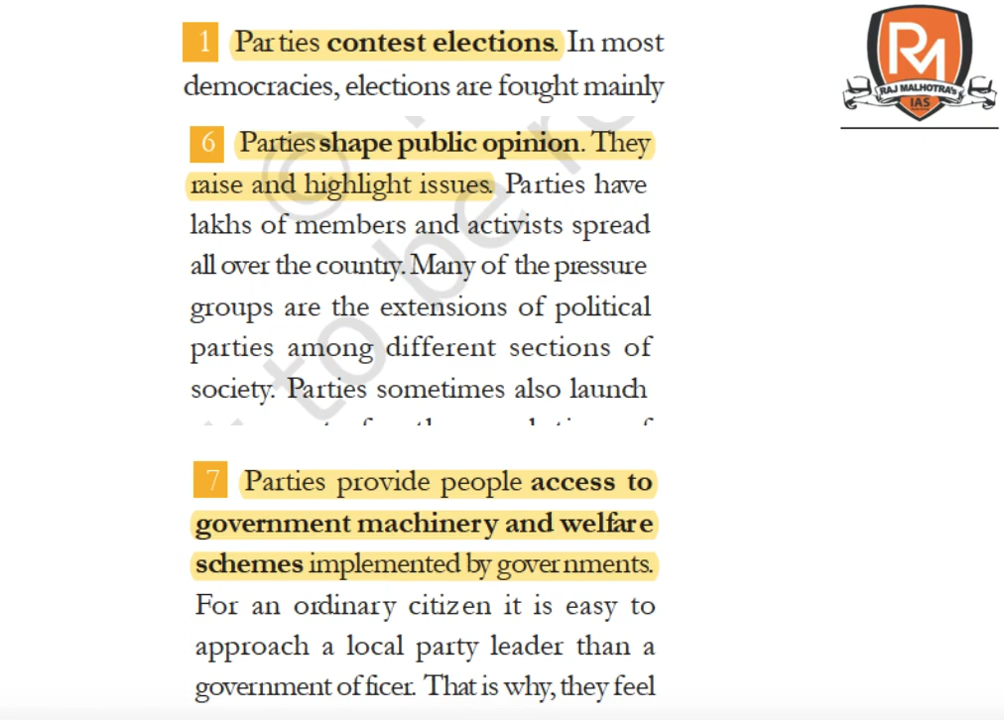 1 Parties contest elections. In most
democracies, elections are fought mainly
6 Parties shape public opinion. They
raise and highlight issues. Parties have
lakhs of members and activists spread
all over the country. Many of the pressure
groups are the extensions of political
parties among different sections of
society. Parties sometimes also launch
7 Parties provide people access to
government machinery and welfare
schemes implemented by governments.
For an ordinary citizen it is easy to
approach a local party leader than a
government officer. That is why, they feel
RM
RAJ MALHOTRA's
IAS
©
to be re